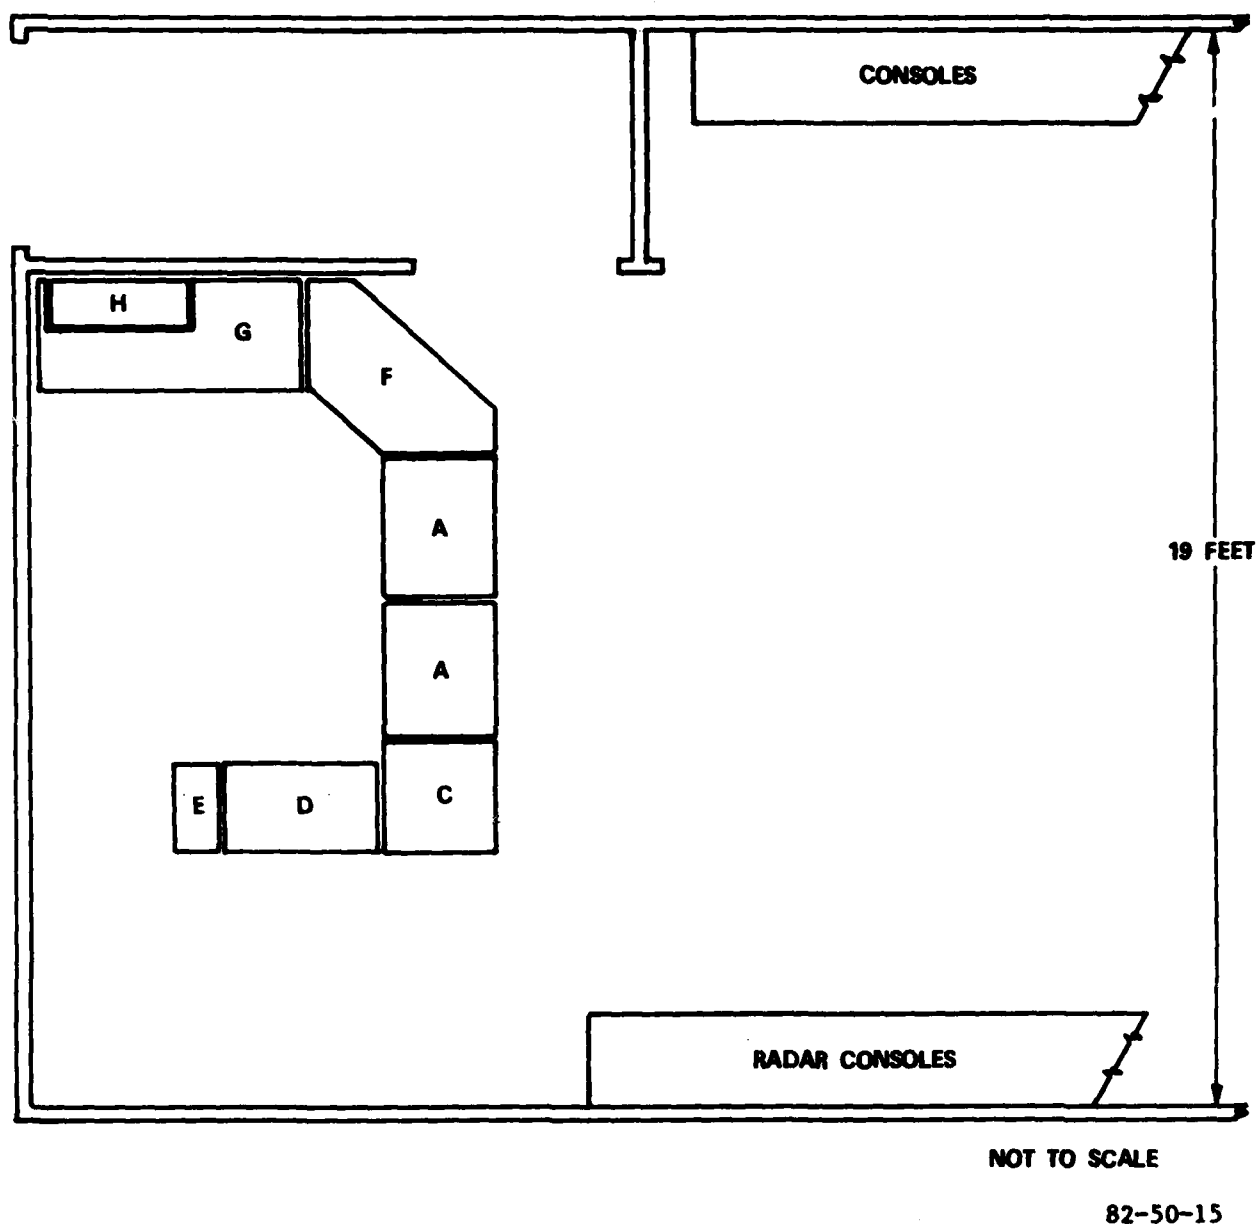 CONSOLES
H
G
F
A
19 FEET
A
C
E
D
RADAR CONSOLES
NOT TO SCALE
82-50-15